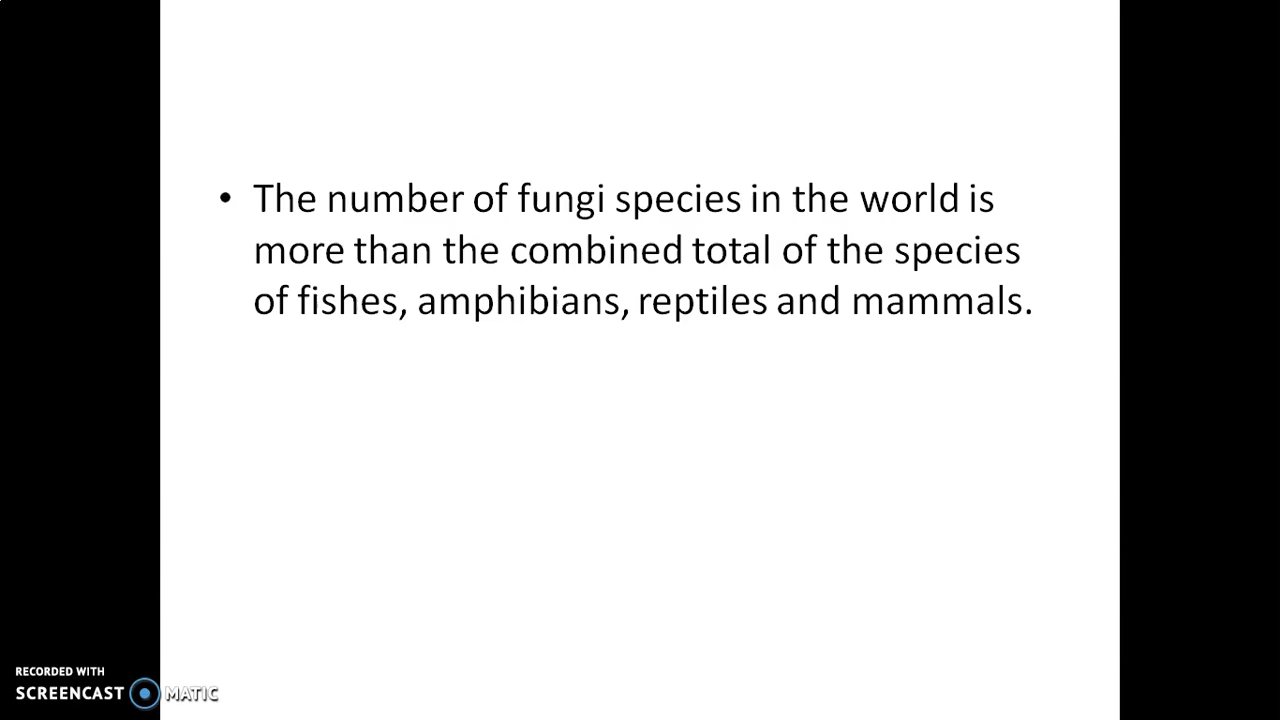 • The number of fungi species in the world is
more than the combined total of the species
of fishes, amphibians, reptiles and mammals.
RECORDED WITH
SCREENCAST MATIC